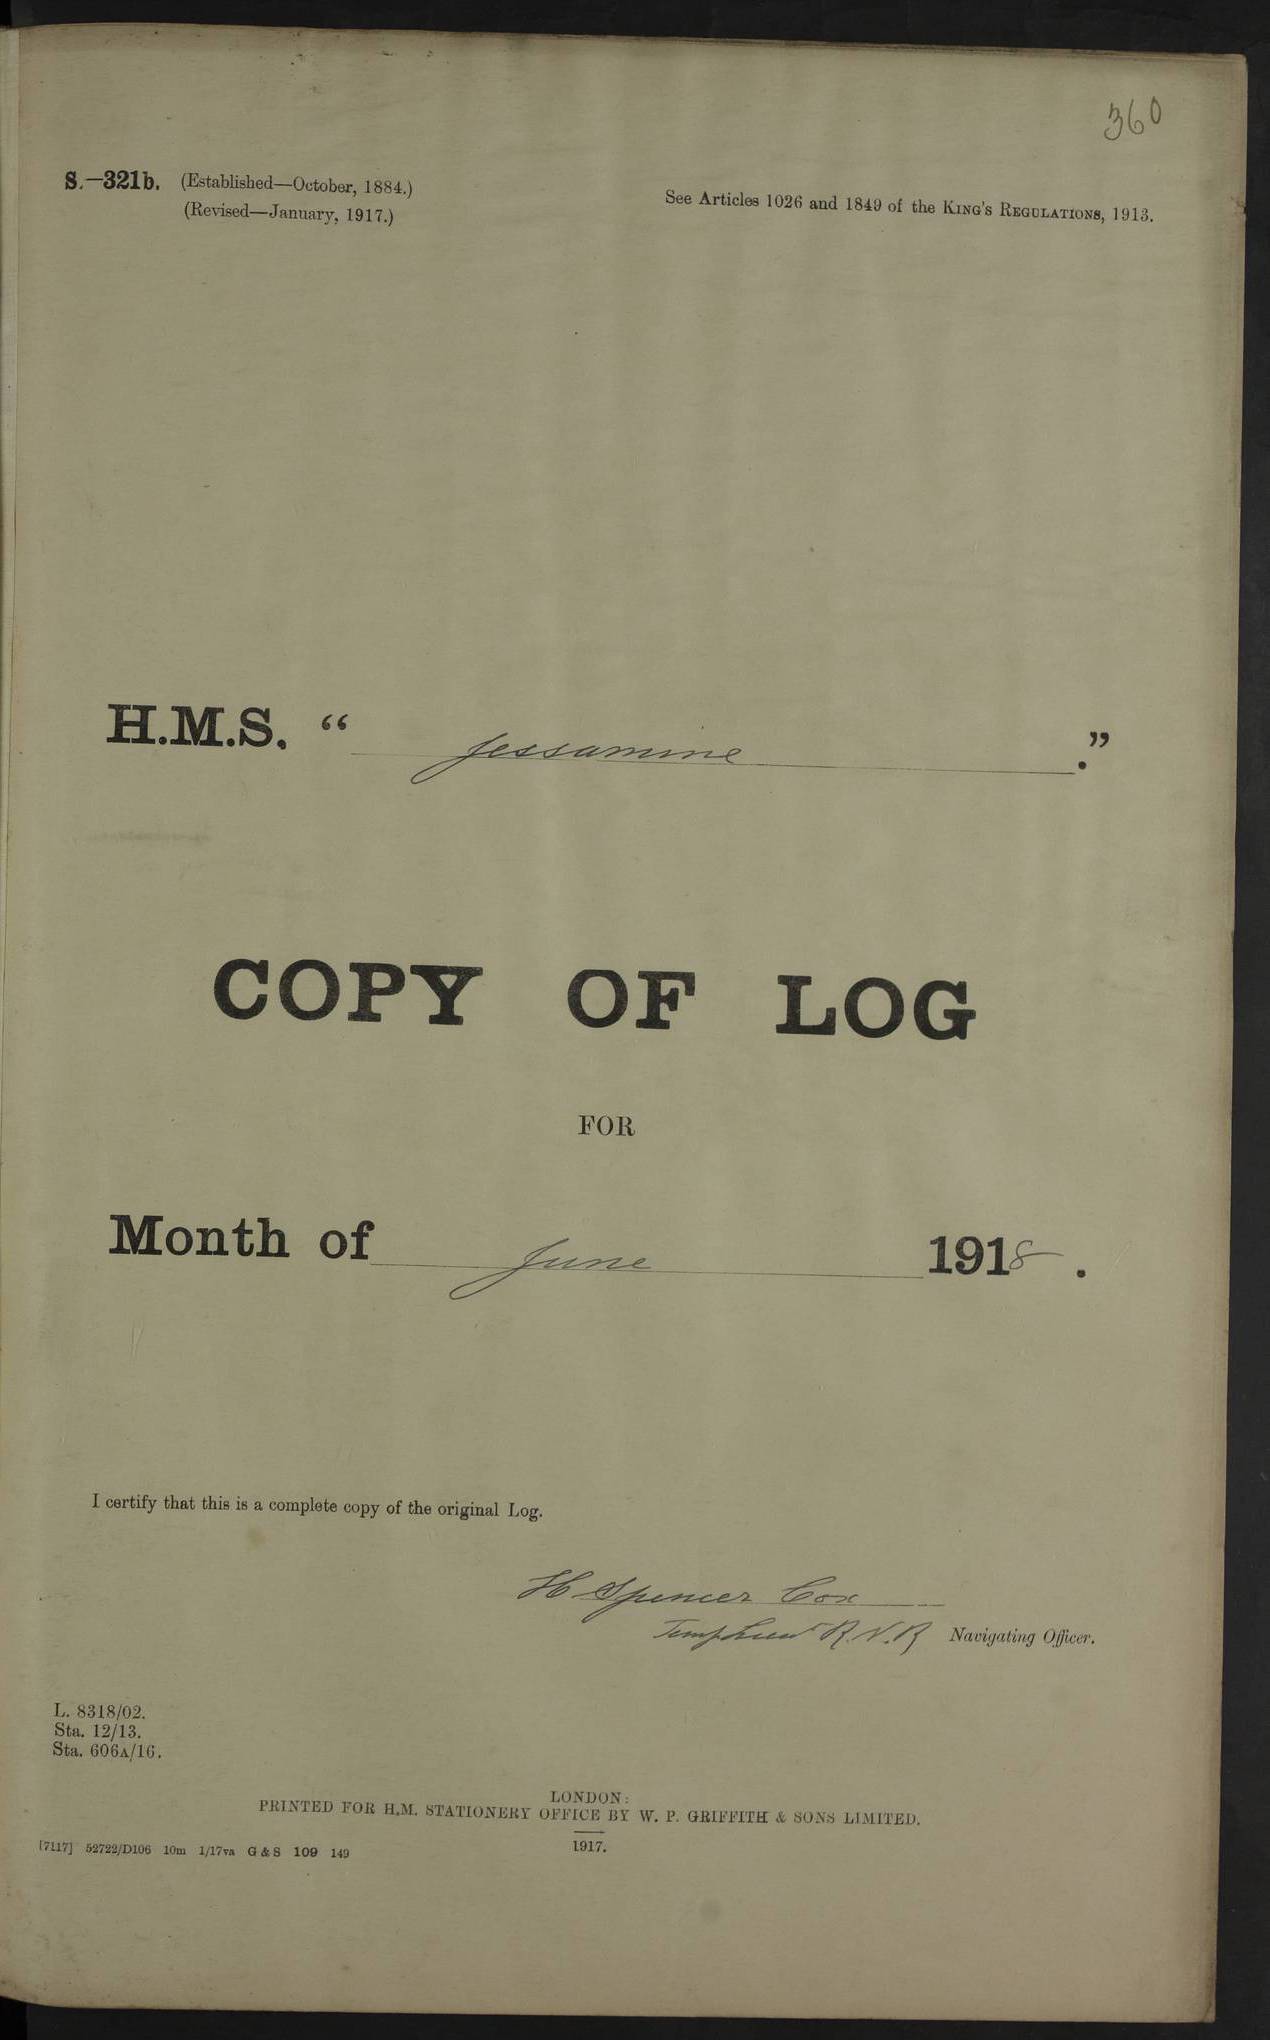 360
S.—321b. (Established—October, 1884.)
(Revised—January, 1917.)
See Articles 1026 and 1849 of the KING'S REGULATIONS, 1913.
H.M.S. “ Jessamine .”
COPY OF LOG
FOR
Month of June 1918.
I certify that this is a complete copy of the original Log.
H Spencer Cox
Temp Lieut R.N.R Navigating Officer.
L. 8318/02.
Sta. 12/13.
Sta. 606A/16.
LONDON:
PRINTED FOR H.M. STATIONERY OFFICE BY W. P. GRIFFITH & SONS LIMITED.
1917.
[7117] 52722/D106 10m 1/17va G & S 109 149